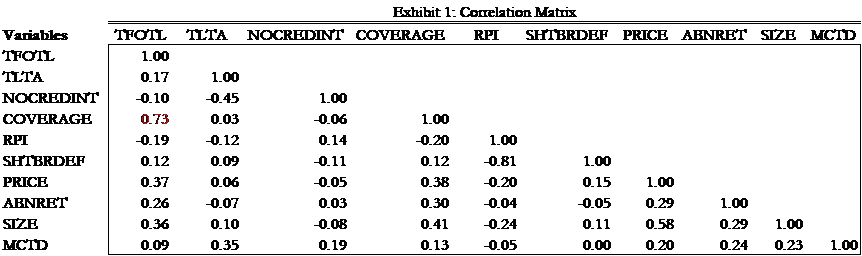 Exhibit 1: Correlation Matrix
Variables TFOTL TLTA NOCREDINT COVERAGE RPI SHTBRDEF PRICE ABNRET SIZE MCTD
TFOTL 1.00
TLTA 0.17 1.00
NOCREDINT -0.10 -0.45 1.00
COVERAGE 0.73 0.03 -0.06 1.00
RPI -0.19 -0.12 0.14 -0.20 1.00
SHTBRDEF 0.12 0.09 -0.11 0.12 -0.81 1.00
PRICE 0.37 0.06 -0.05 0.38 -0.20 0.15 1.00
ABNRET 0.26 -0.07 0.03 0.30 -0.04 -0.05 0.29 1.00
SIZE 0.36 0.10 -0.08 0.41 -0.24 0.11 0.58 0.29 1.00
MCTD 0.09 0.35 0.19 0.13 -0.05 0.00 0.20 0.24 0.23 1.00